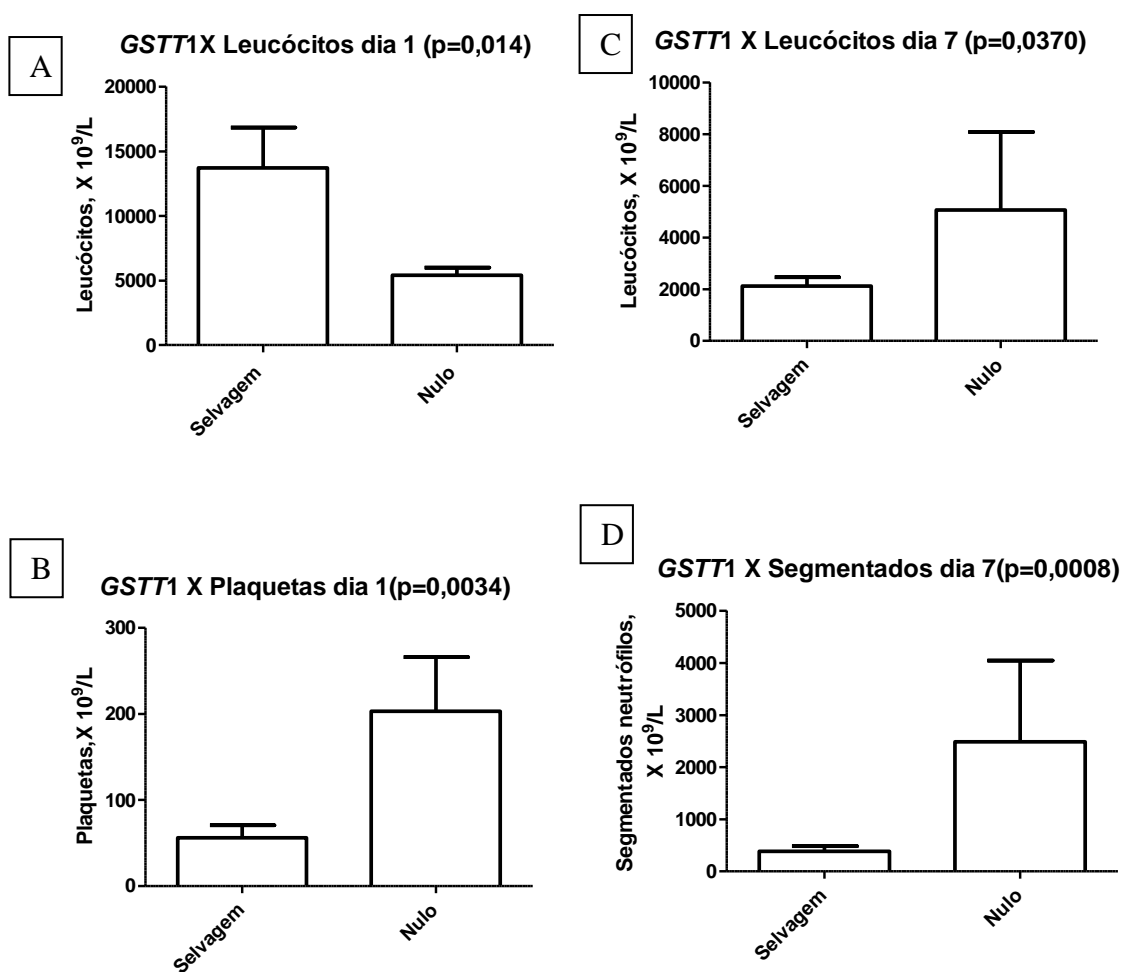 A
GSTT1X Leucócitos dia 1 (p=0,014)
20000
15000
10000
5000
0
Leucócitos, X 10⁹/L
Selvagem
Nulo
C
GSTT1 X Leucócitos dia 7 (p=0,0370)
10000
8000
6000
4000
2000
0
Leucócitos, X 10⁹/L
Selvagem
Nulo
B
GSTT1 X Plaquetas dia 1(p=0,0034)
300
200
100
0
Plaquetas,X 10⁹/L
Selvagem
Nulo
D
GSTT1 X Segmentados dia 7(p=0,0008)
5000
4000
3000
2000
1000
0
Segmentados neutrófilos,
X 10⁹/L
Selvagem
Nulo